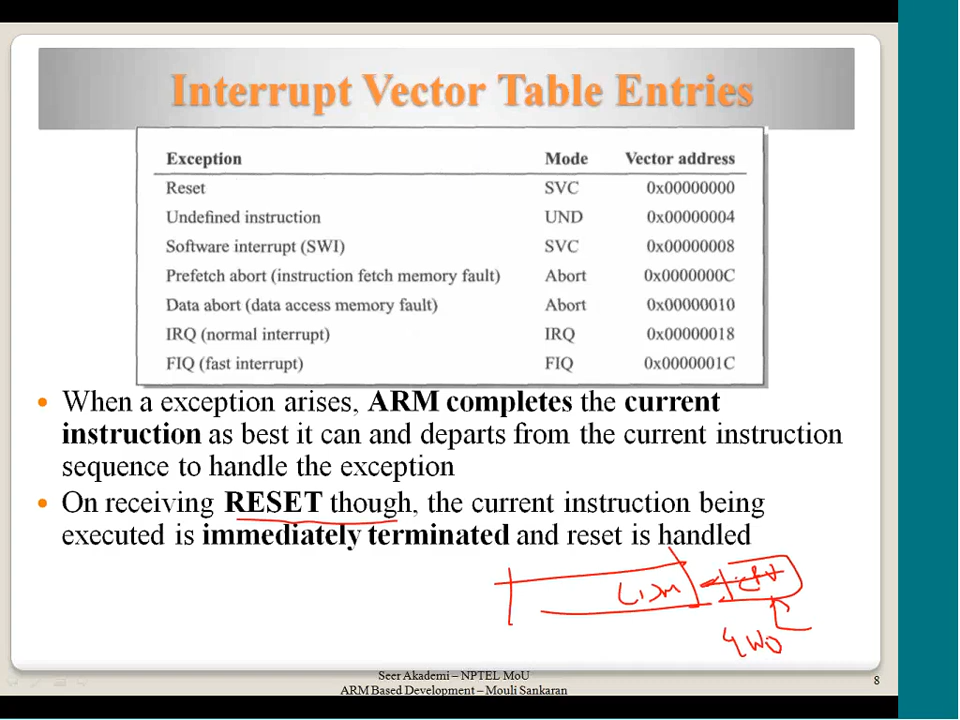 Interrupt Vector Table Entries
Exception Mode Vector address
Reset SVC 0x00000000
Undefined instruction UND 0x00000004
Software interrupt (SWI) SVC 0x00000008
Prefetch abort (instruction fetch memory fault) Abort 0x0000000C
Data abort (data access memory fault) Abort 0x00000010
IRQ (normal interrupt) IRQ 0x00000018
FIQ (fast interrupt) FIQ 0x0000001C
• When a exception arises, ARM completes the current
instruction as best it can and departs from the current instruction
sequence to handle the exception
• On receiving RESET though, the current instruction being
executed is immediately terminated and reset is handled
LDM
Seer Akademi – NPTEL MoU
ARM Based Development – Mouli Sankaran
8